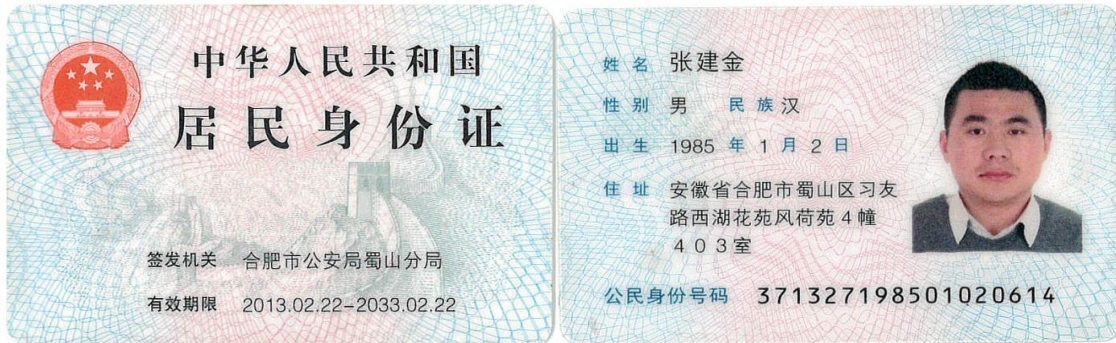 中华人民共和国
居民身份证
签发机关 合肥市公安局蜀山分局
有效期限 2013.02.22-2033.02.22
姓名 张建金
性别 男 民族 汉
出生 1985 年 1 月 2 日
住址 安徽省合肥市蜀山区习友
路西湖花苑风荷苑4幢
403室
公民身份号码 371327198501020614